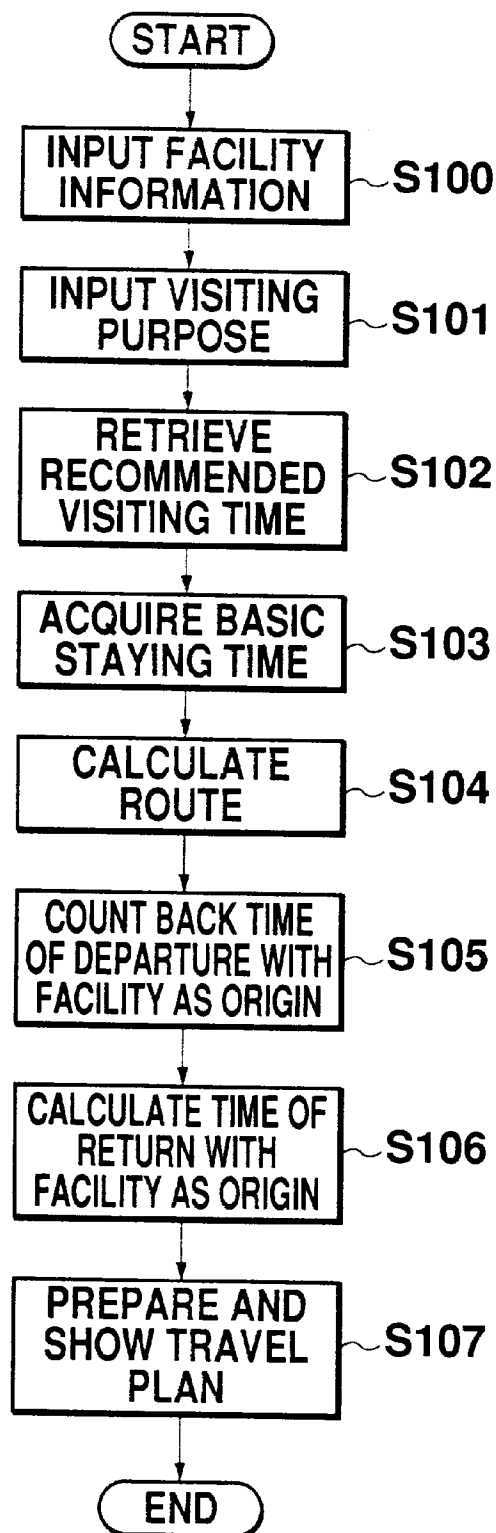 START
INPUT FACILITY
INFORMATION
S100
INPUT VISITING
PURPOSE
S101
RETRIEVE
RECOMMENDED
VISITING TIME
S102
ACQUIRE BASIC
STAYING TIME
S103
CALCULATE
ROUTE
S104
COUNT BACK TIME
OF DEPARTURE WITH
FACILITY AS ORIGIN
S105
CALCULATE TIME OF
RETURN WITH
FACILITY AS ORIGIN
S106
PREPARE AND
SHOW TRAVEL
PLAN
S107
END